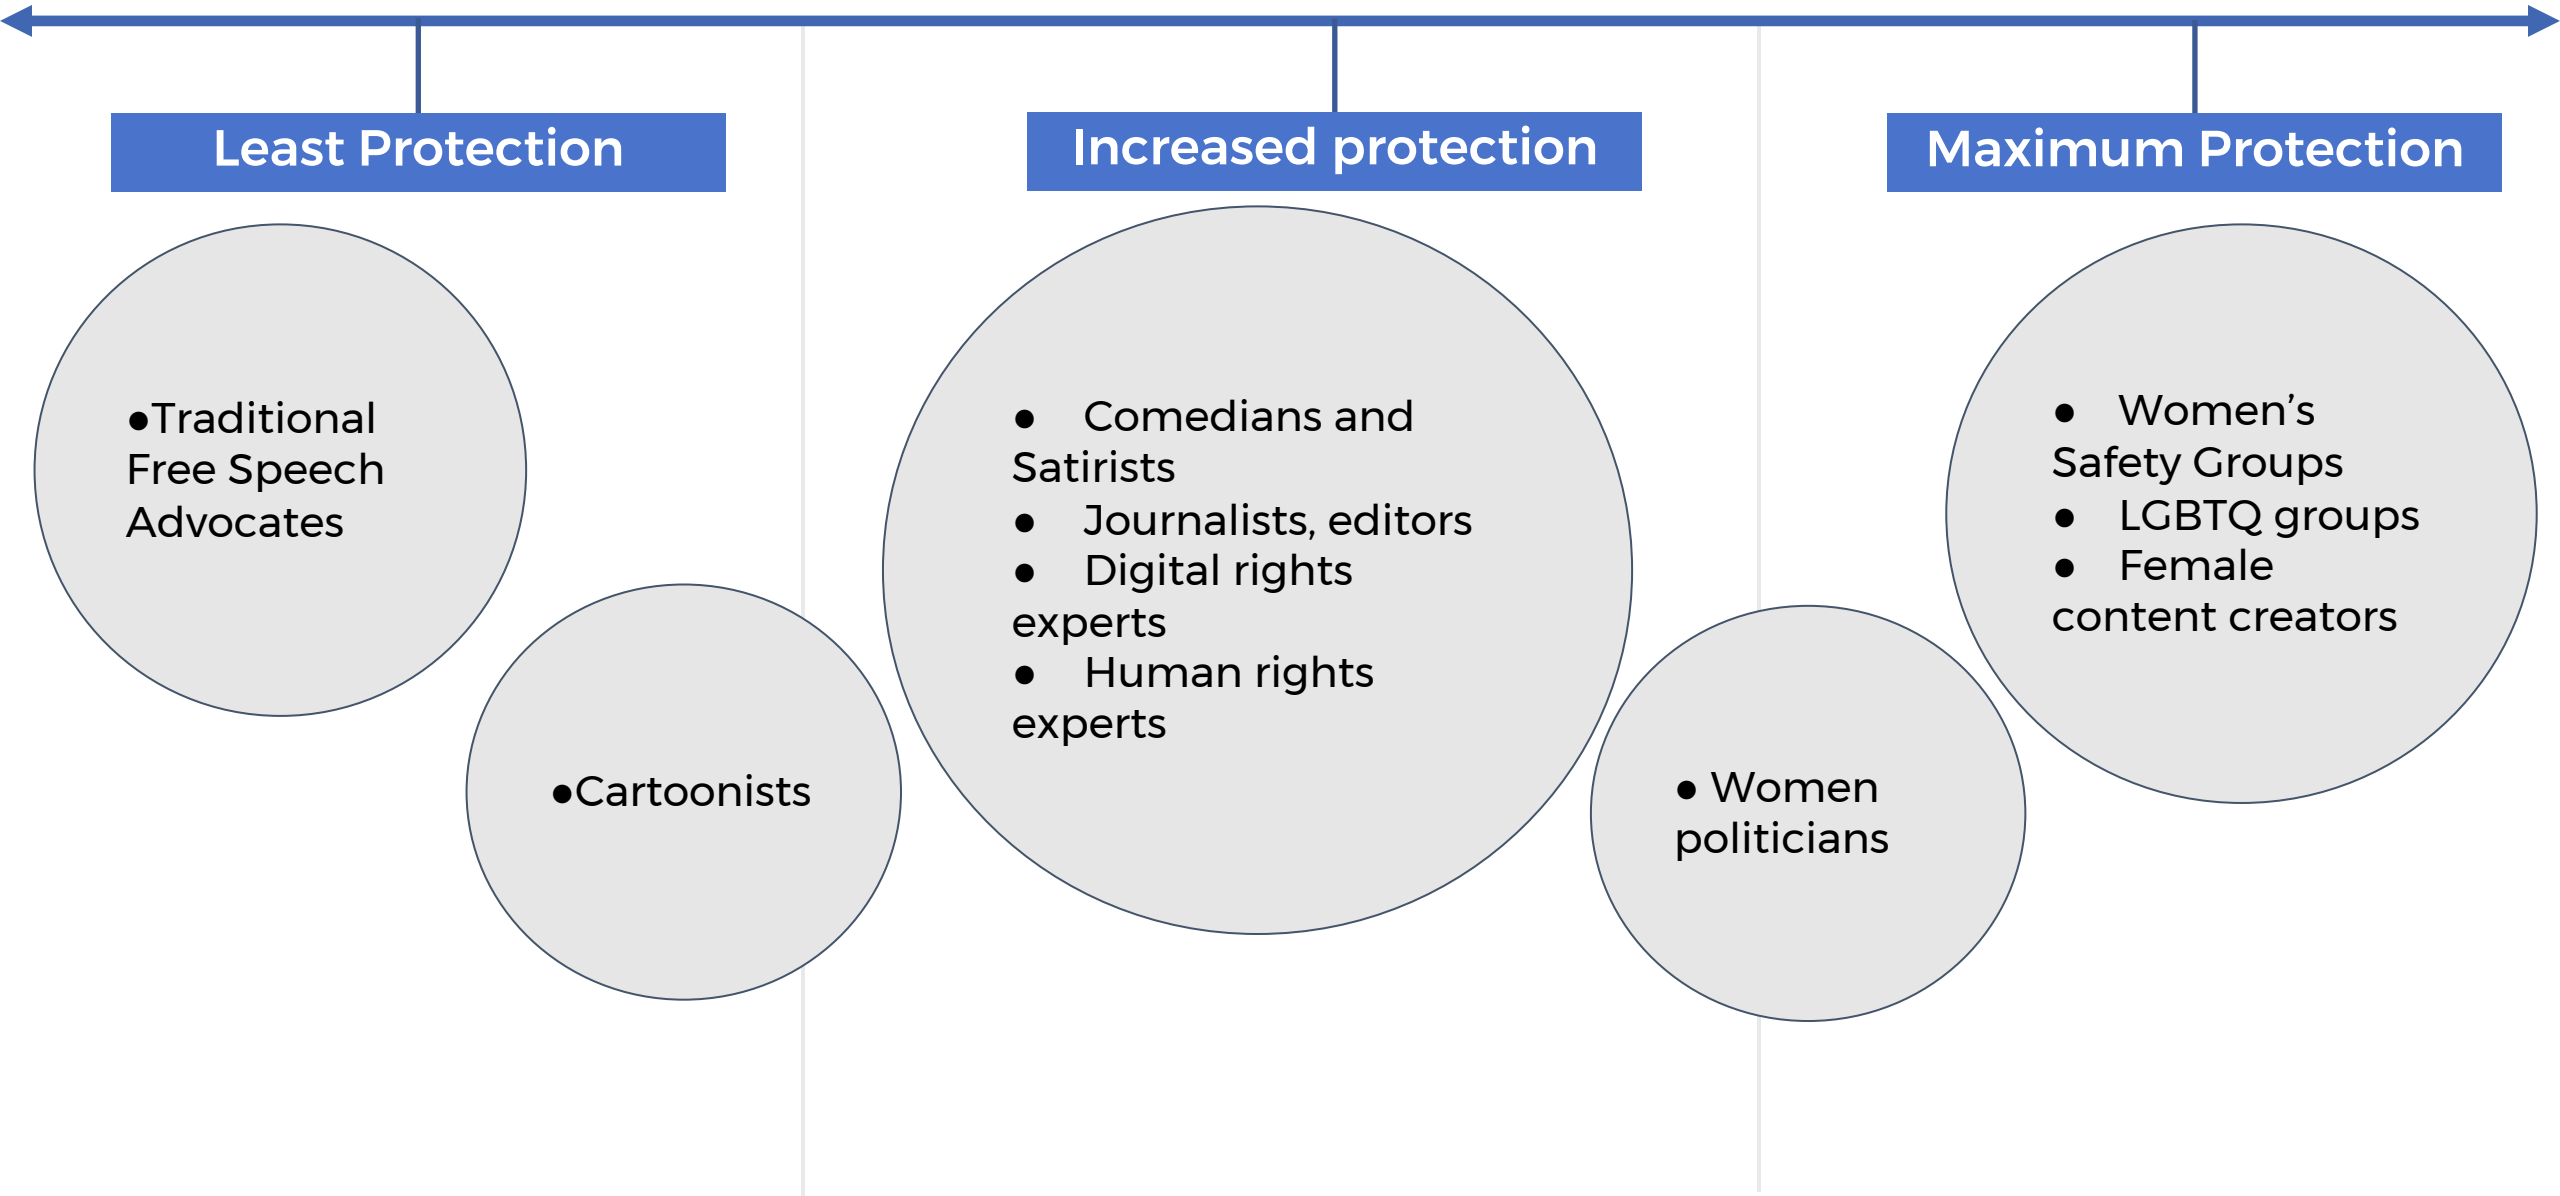 Least Protection
Increased protection
Maximum Protection
●Traditional
Free Speech
Advocates
●Cartoonists
● Comedians and
Satirists
● Journalists, editors
● Digital rights
experts
● Human rights
experts
● Women
politicians
● Women’s
Safety Groups
● LGBTQ groups
● Female
content creators